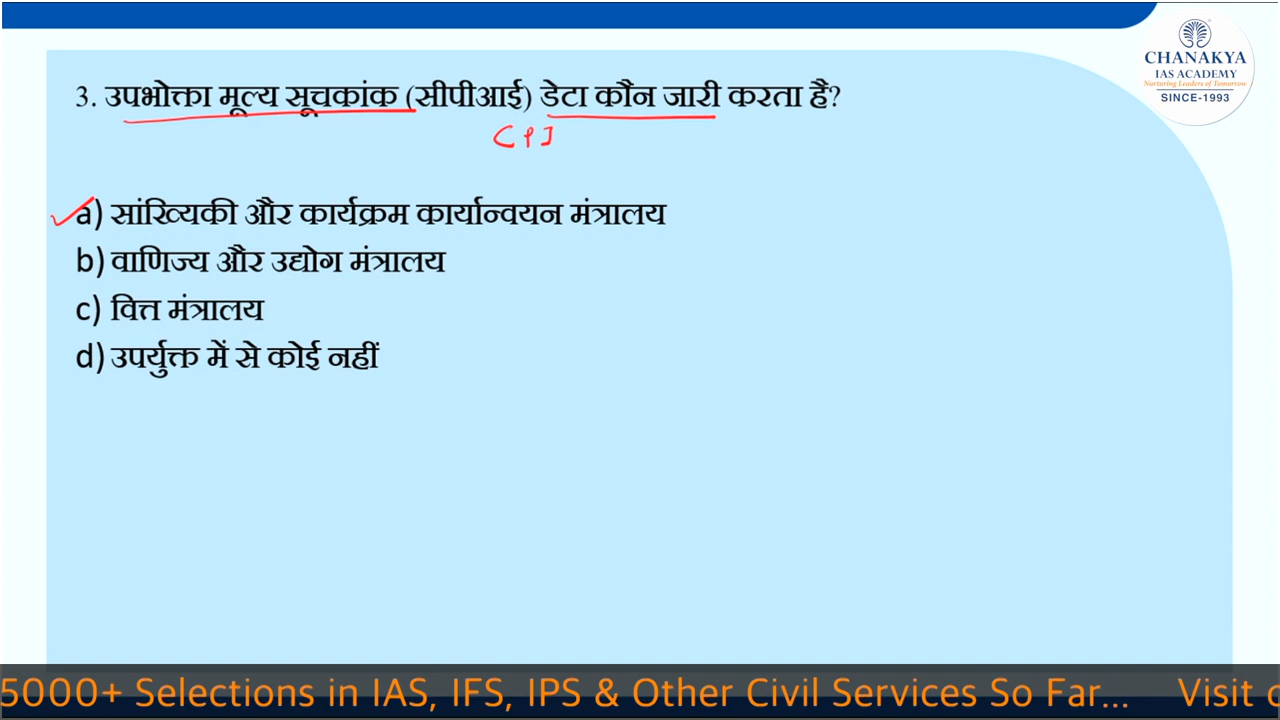 CHANAKYA
IAS ACADEMY
Nurturing Leaders of Tomorrow
SINCE-1993
3. उपभोक्ता मूल्य सूचकांक (सीपीआई) डेटा कौन जारी करता है?
CPI
a) सांख्यिकी और कार्यक्रम कार्यान्वयन मंत्रालय
b) वाणिज्य और उद्योग मंत्रालय
c) वित्त मंत्रालय
d) उपर्युक्त में से कोई नहीं
5000+ Selections in IAS, IFS, IPS & Other Civil Services So Far... Visit